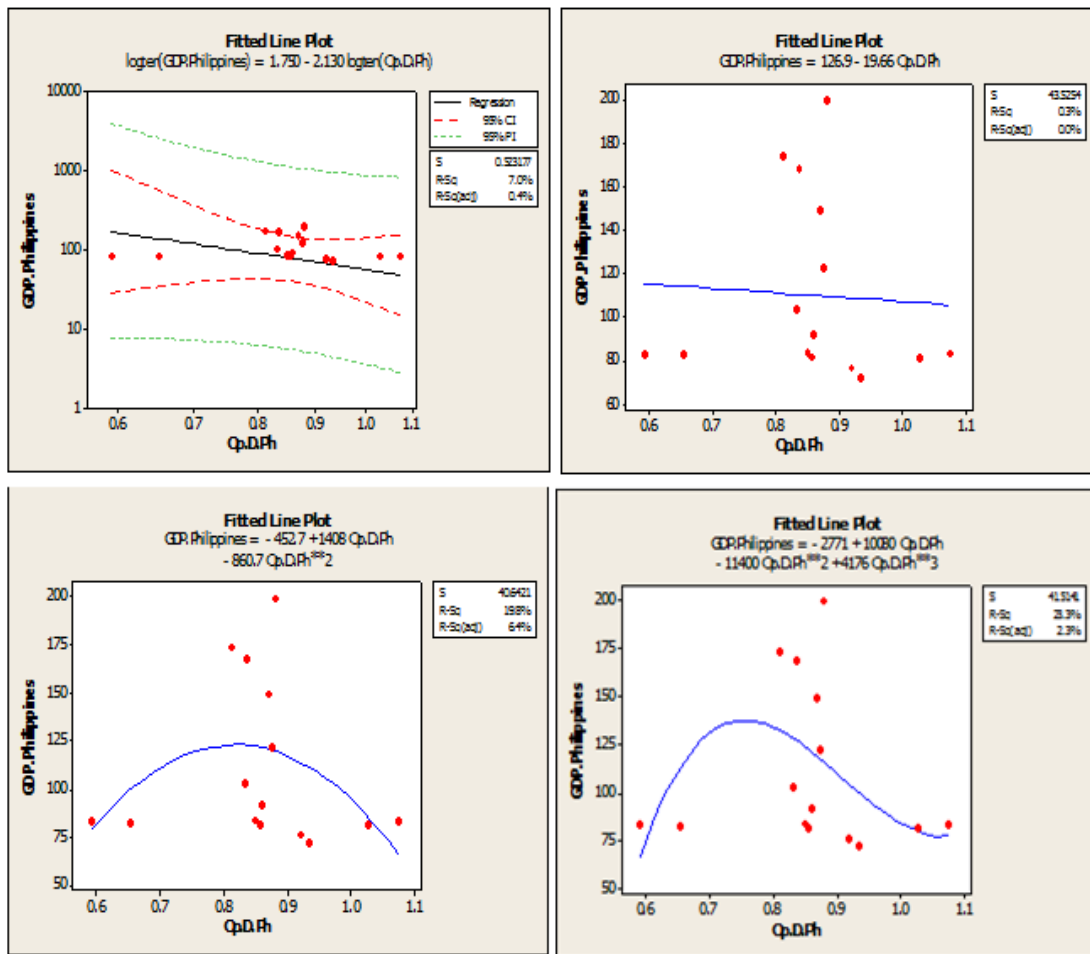 Fitted Line Plot
logten(GDP.Philippines) = 1.750 - 2.130 logten(Cp.D.Ph)
Regression
95% CI
95% PI
S 0.523177
R-Sq 7.0%
R-Sq(adj) 0.4%
10000
1000
100
10
1
GDP.Philippines
0.6 0.7 0.8 0.9 1.0 1.1
Cp.D.Ph
Fitted Line Plot
GDP.Philippines = 126.9 - 19.66 Cp.D.Ph
S 43.5254
R-Sq 0.3%
R-Sq(adj) 0.0%
200
180
160
140
120
100
80
60
GDP.Philippines
0.6 0.7 0.8 0.9 1.0 1.1
Cp.D.Ph
Fitted Line Plot
GDP.Philippines = - 452.7 + 1408 Cp.D.Ph
- 860.7 Cp.D.Ph**2
S 40.6421
R-Sq 19.8%
R-Sq(adj) 6.4%
200
175
150
125
100
75
50
GDP.Philippines
0.6 0.7 0.8 0.9 1.0 1.1
Cp.D.Ph
Fitted Line Plot
GDP.Philippines = - 2771 + 10080 Cp.D.Ph
- 11400 Cp.D.Ph**2 + 4176 Cp.D.Ph**3
S 41.5141
R-Sq 23.3%
R-Sq(adj) 2.3%
200
175
150
125
100
75
50
GDP.Philippines
0.6 0.7 0.8 0.9 1.0 1.1
Cp.D.Ph